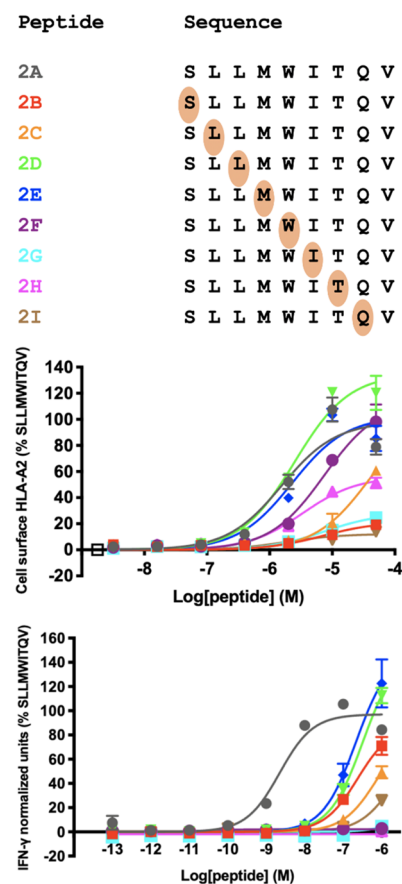 Peptide Sequence
2A S L L M W I T Q V
2B S L L M W I T Q V
2C S L L M W I T Q V
2D S L L M W I T Q V
2E S L L M W I T Q V
2F S L L M W I T Q V
2G S L L M W I T Q V
2H S L L M W I T Q V
2I S L L M W I T Q V
Cell surface HLA-A2 (% SLLMWITQV)
140
120
100
80
60
40
20
0
-20
-8 -7 -6 -5 -4
Log[peptide] (M)
IFN-γ normalized units (% SLLMWITQV)
160
140
120
100
80
60
40
20
0
-20
-13 -12 -11 -10 -9 -8 -7 -6
Log[peptide] (M)